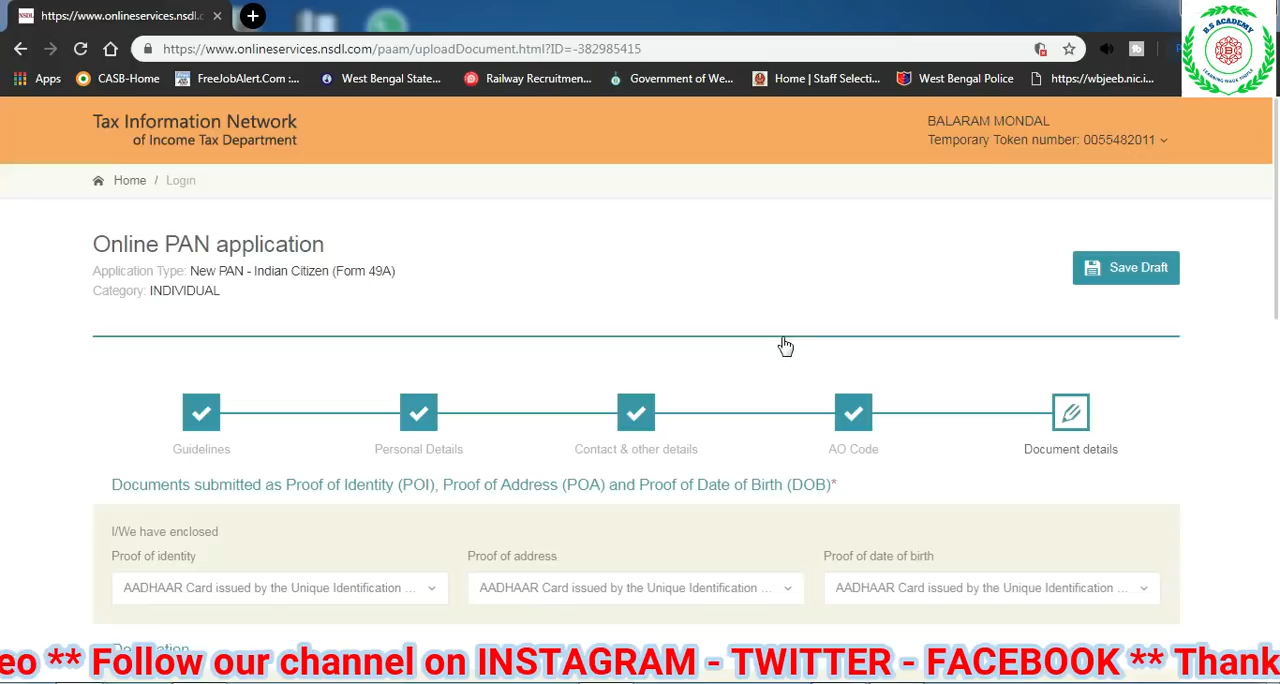 https://www.onlineservices.nsdl.c
https://www.onlineservices.nsdl.com/paam/uploadDocument.html?ID=-382985415
Apps CASB-Home FreeJobAlert.Com :... West Bengal State... Railway Recruitmen... Government of We... Home | Staff Selecti... West Bengal Police https://wbjeeb.nic.i...
B.S ACADEMY
LEARNING MADE SIMPLE
Tax Information Network
of Income Tax Department
BALARAM MONDAL
Temporary Token number: 0055482011
Home / Login
Online PAN application
Application Type: New PAN - Indian Citizen (Form 49A)
Category: INDIVIDUAL
Save Draft
Guidelines Personal Details Contact & other details AO Code Document details
Documents submitted as Proof of Identity (POI), Proof of Address (POA) and Proof of Date of Birth (DOB)*
I/We have enclosed
Proof of identity Proof of address Proof of date of birth
AADHAAR Card issued by the Unique Identification ... AADHAAR Card issued by the Unique Identification ... AADHAAR Card issued by the Unique Identification ...
eo ** Follow our channel on INSTAGRAM - TWITTER - FACEBOOK ** Thank